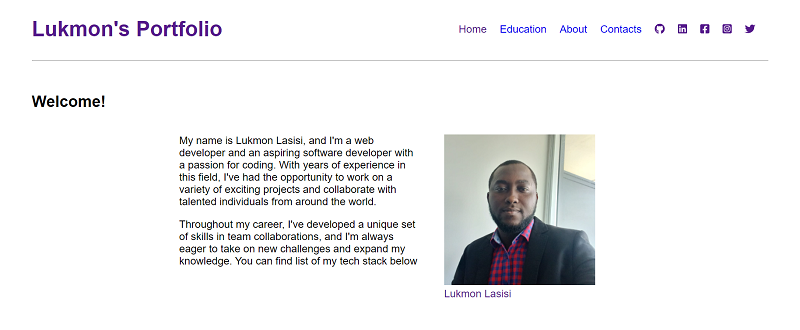 Lukmon's Portfolio
Home Education About Contacts
Welcome!
My name is Lukmon Lasisi, and I'm a web
developer and an aspiring software developer with
a passion for coding. With years of experience in
this field, I've had the opportunity to work on a
variety of exciting projects and collaborate with
talented individuals from around the world.
Throughout my career, I've developed a unique set
of skills in team collaborations, and I'm always
eager to take on new challenges and expand my
knowledge. You can find list of my tech stack below
Lukmon Lasisi